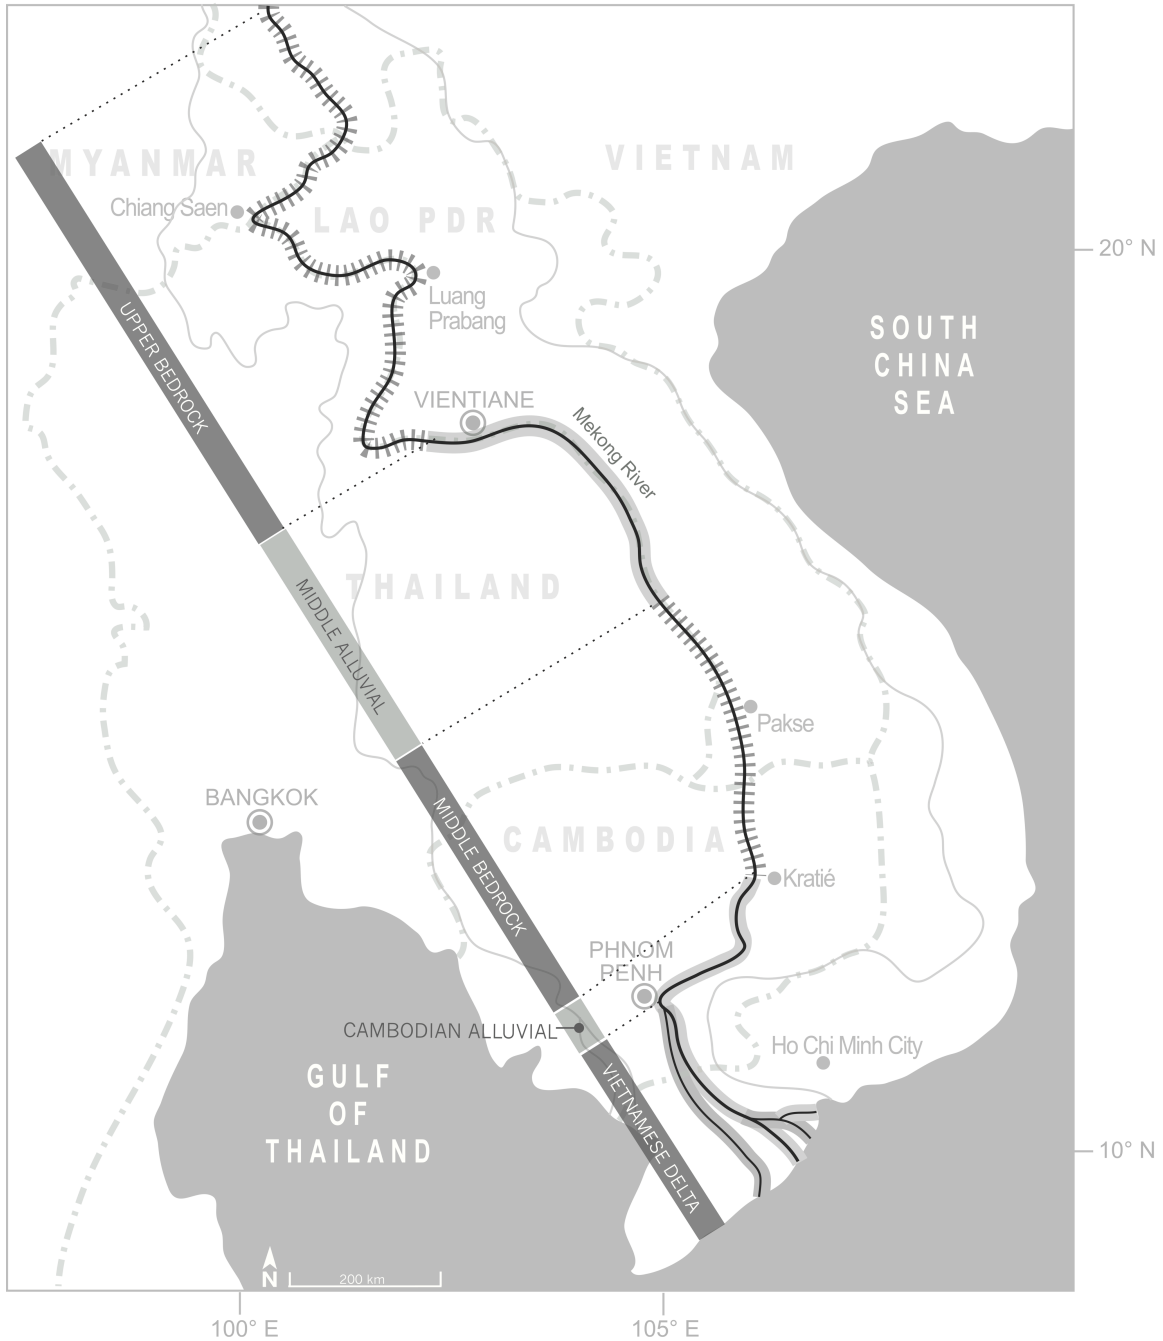 MYANMAR
VIETNAM
Chiang Saen
LAO PDR
20° N
Luang
Prabang
UPPER BEDROCK
SOUTH
CHINA
SEA
VIENTIANE
Mekong River
THAILAND
MIDDLE ALLUVIAL
Pakse
BANGKOK
CAMBODIA
MIDDLE BEDROCK
Kratié
PHNOM
PENH
CAMBODIAN ALLUVIAL
Ho Chi Minh City
GULF
OF
THAILAND
VIETNAMESE DELTA
10° N
N
200 km
100° E
105° E